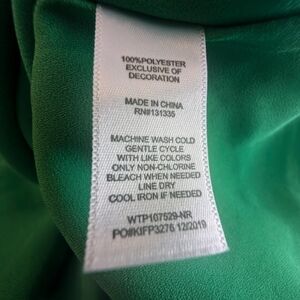 100%POLYESTER
EXCLUSIVE OF
DECORATION
MADE IN CHINA
RN#131335
MACHINE WASH COLD
GENTLE CYCLE
WITH LIKE COLORS
ONLY NON-CHLORINE
BLEACH WHEN NEEDED
LINE DRY
COOL IRON IF NEEDED
WTP107529-NR
PO#KIFP3276 12/2019